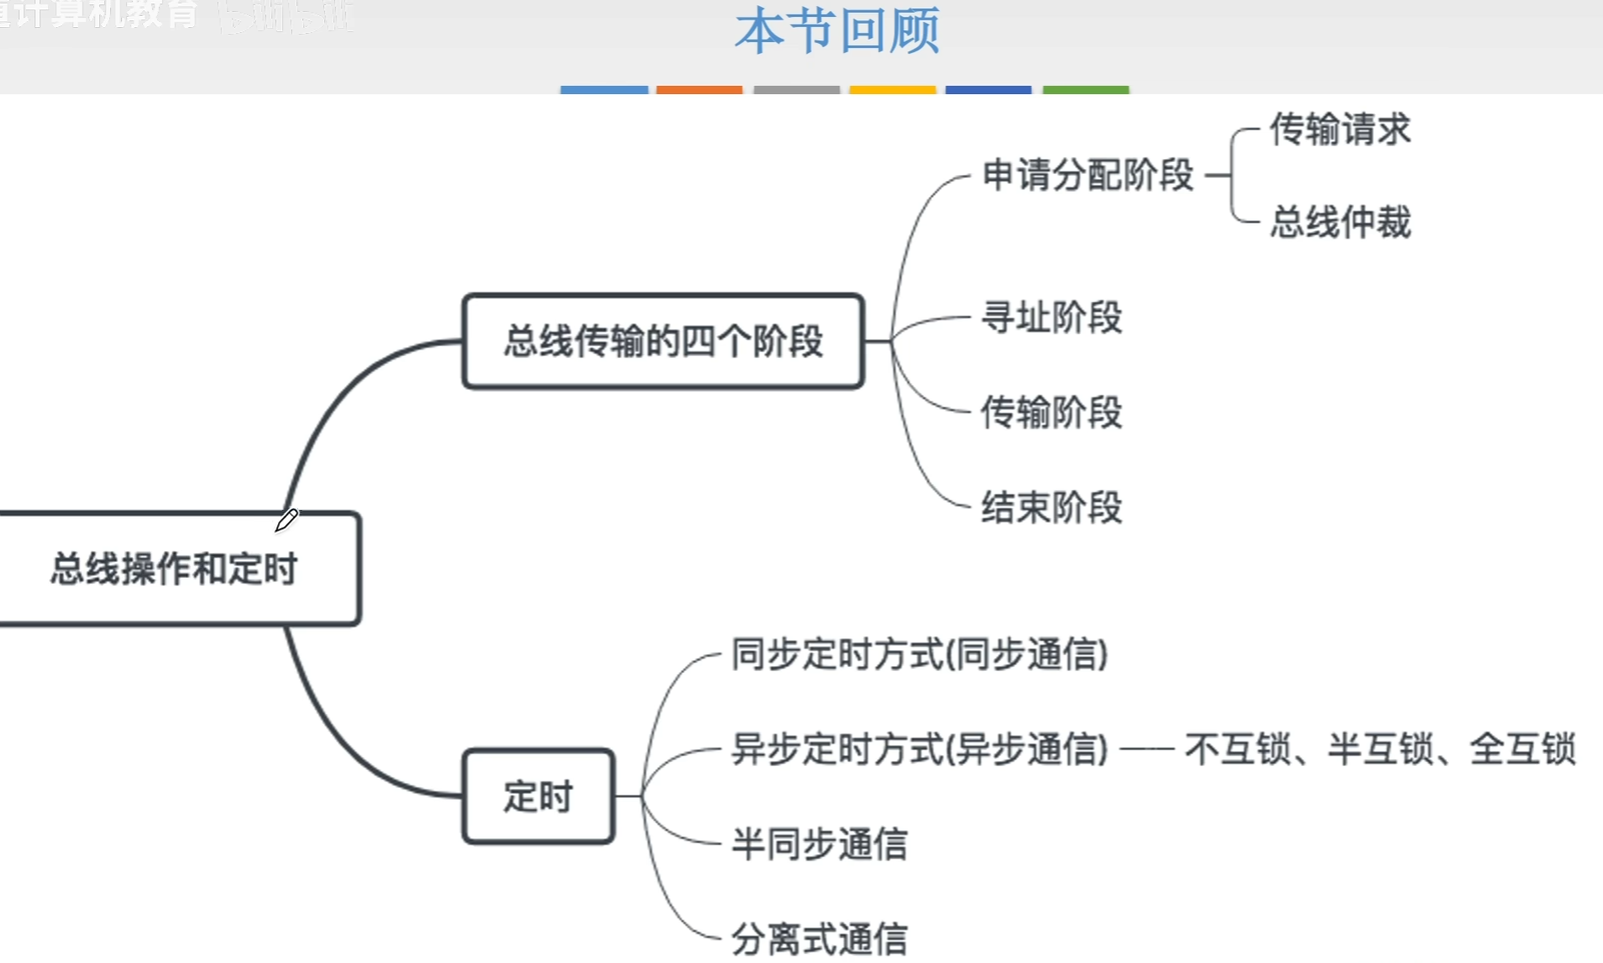 道计算机教育 bilibili
本节回顾
传输请求
申请分配阶段
总线仲裁
寻址阶段
总线传输的四个阶段
传输阶段
结束阶段
总线操作和定时
同步定时方式(同步通信)
异步定时方式(异步通信)
不互锁、半互锁、全互锁
定时
半同步通信
分离式通信